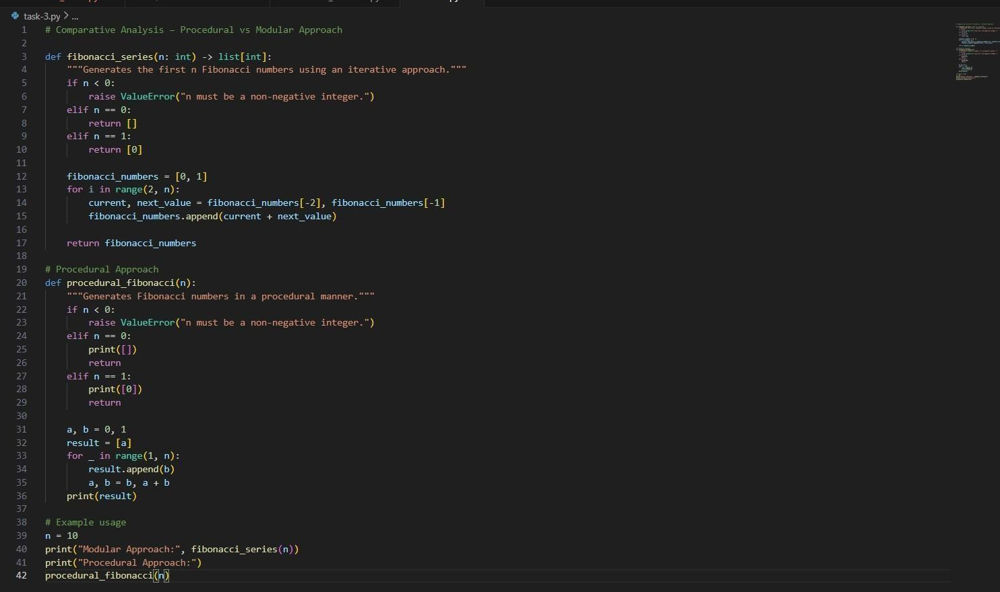 task-3.py > ...
1 # Comparative Analysis – Procedural vs Modular Approach
2
3 def fibonacci_series(n: int) -> list[int]:
4     """Generates the first n Fibonacci numbers using an iterative approach."""
5     if n < 0:
6         raise ValueError("n must be a non-negative integer.")
7     elif n == 0:
8         return []
9     elif n == 1:
10         return [0]
11
12     fibonacci_numbers = [0, 1]
13     for i in range(2, n):
14         current, next_value = fibonacci_numbers[-2], fibonacci_numbers[-1]
15         fibonacci_numbers.append(current + next_value)
16
17     return fibonacci_numbers
18
19 # Procedural Approach
20 def procedural_fibonacci(n):
21     """Generates Fibonacci numbers in a procedural manner."""
22     if n < 0:
23         raise ValueError("n must be a non-negative integer.")
24     elif n == 0:
25         print([])
26         return
27     elif n == 1:
28         print([0])
29         return
30
31     a, b = 0, 1
32     result = [a]
33     for _ in range(1, n):
34         result.append(b)
35         a, b = b, a + b
36     print(result)
37
38 # Example usage
39 n = 10
40 print("Modular Approach:", fibonacci_series(n))
41 print("Procedural Approach:")
42 procedural_fibonacci(n)